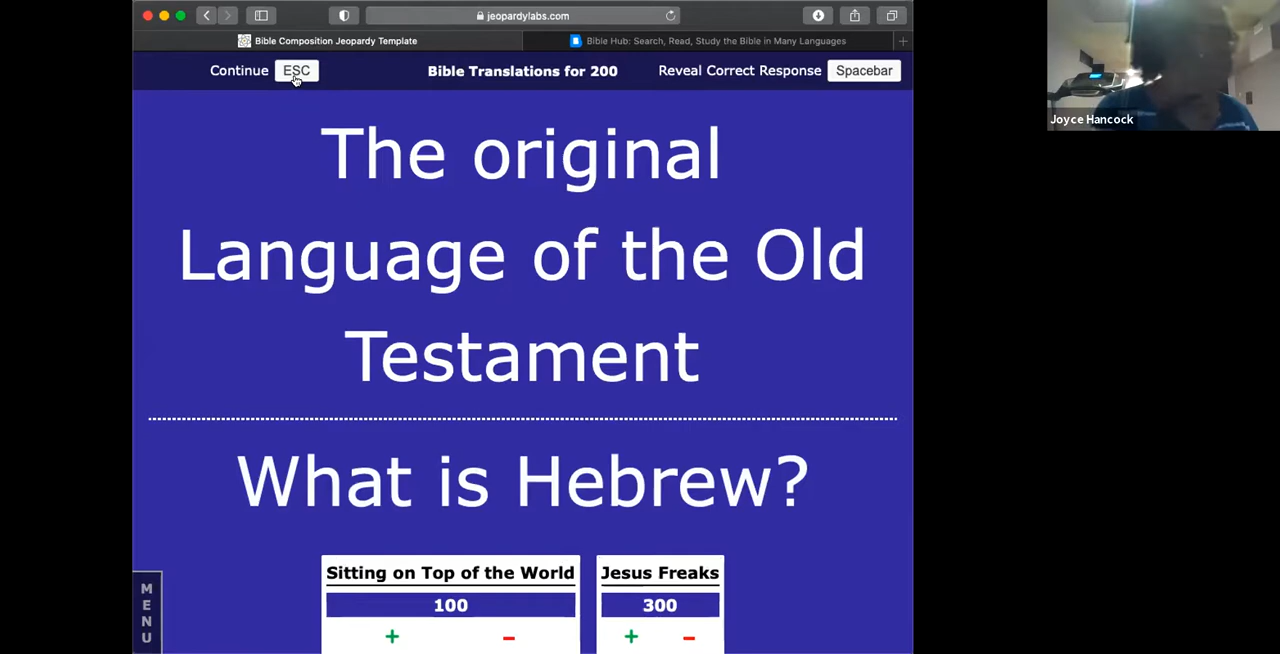 jeopardylabs.com
Bible Composition Jeopardy Template
Bible Hub: Search, Read, Study the Bible in Many Languages
Continue ESC
Bible Translations for 200
Reveal Correct Response Spacebar
Joyce Hancock
The original
Language of the Old
Testament
What is Hebrew?
MENU
Sitting on Top of the World
100
+ −
Jesus Freaks
300
+ −